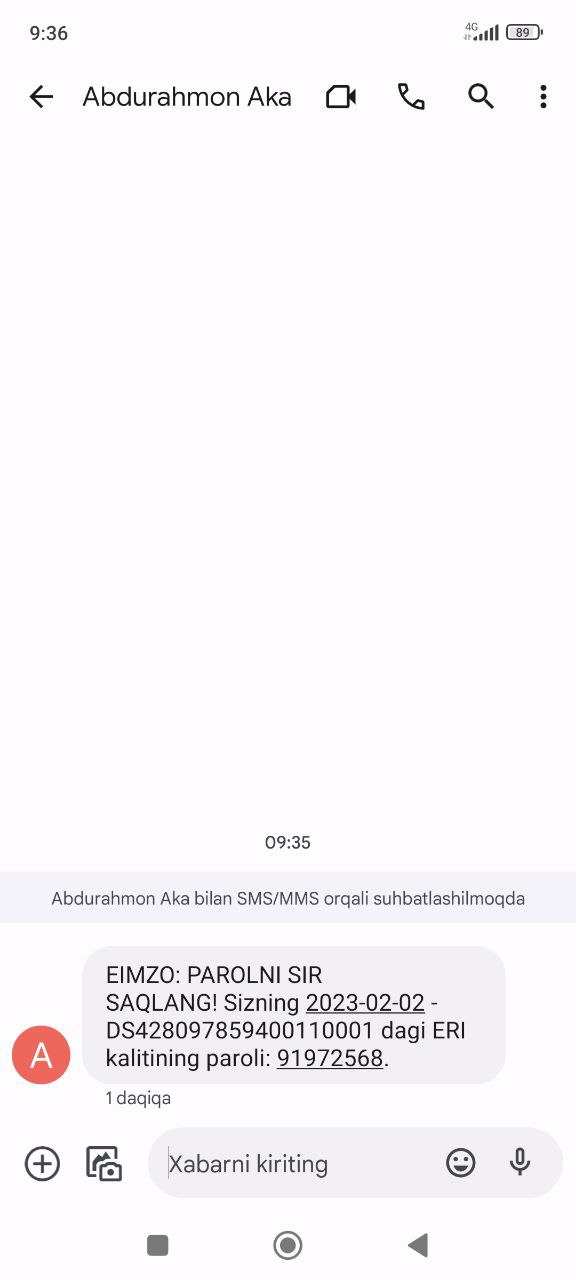 9:36
4G
89
Abdurahmon Aka
09:35
Abdurahmon Aka bilan SMS/MMS orqali suhbatlashilmoqda
EIMZO: PAROLNI SIR
SAQLANG! Sizning 2023-02-02 -
DS428097859400110001 dagi ERI
kalitining paroli: 91972568.
A
1 daqiqa
Xabarni kiriting